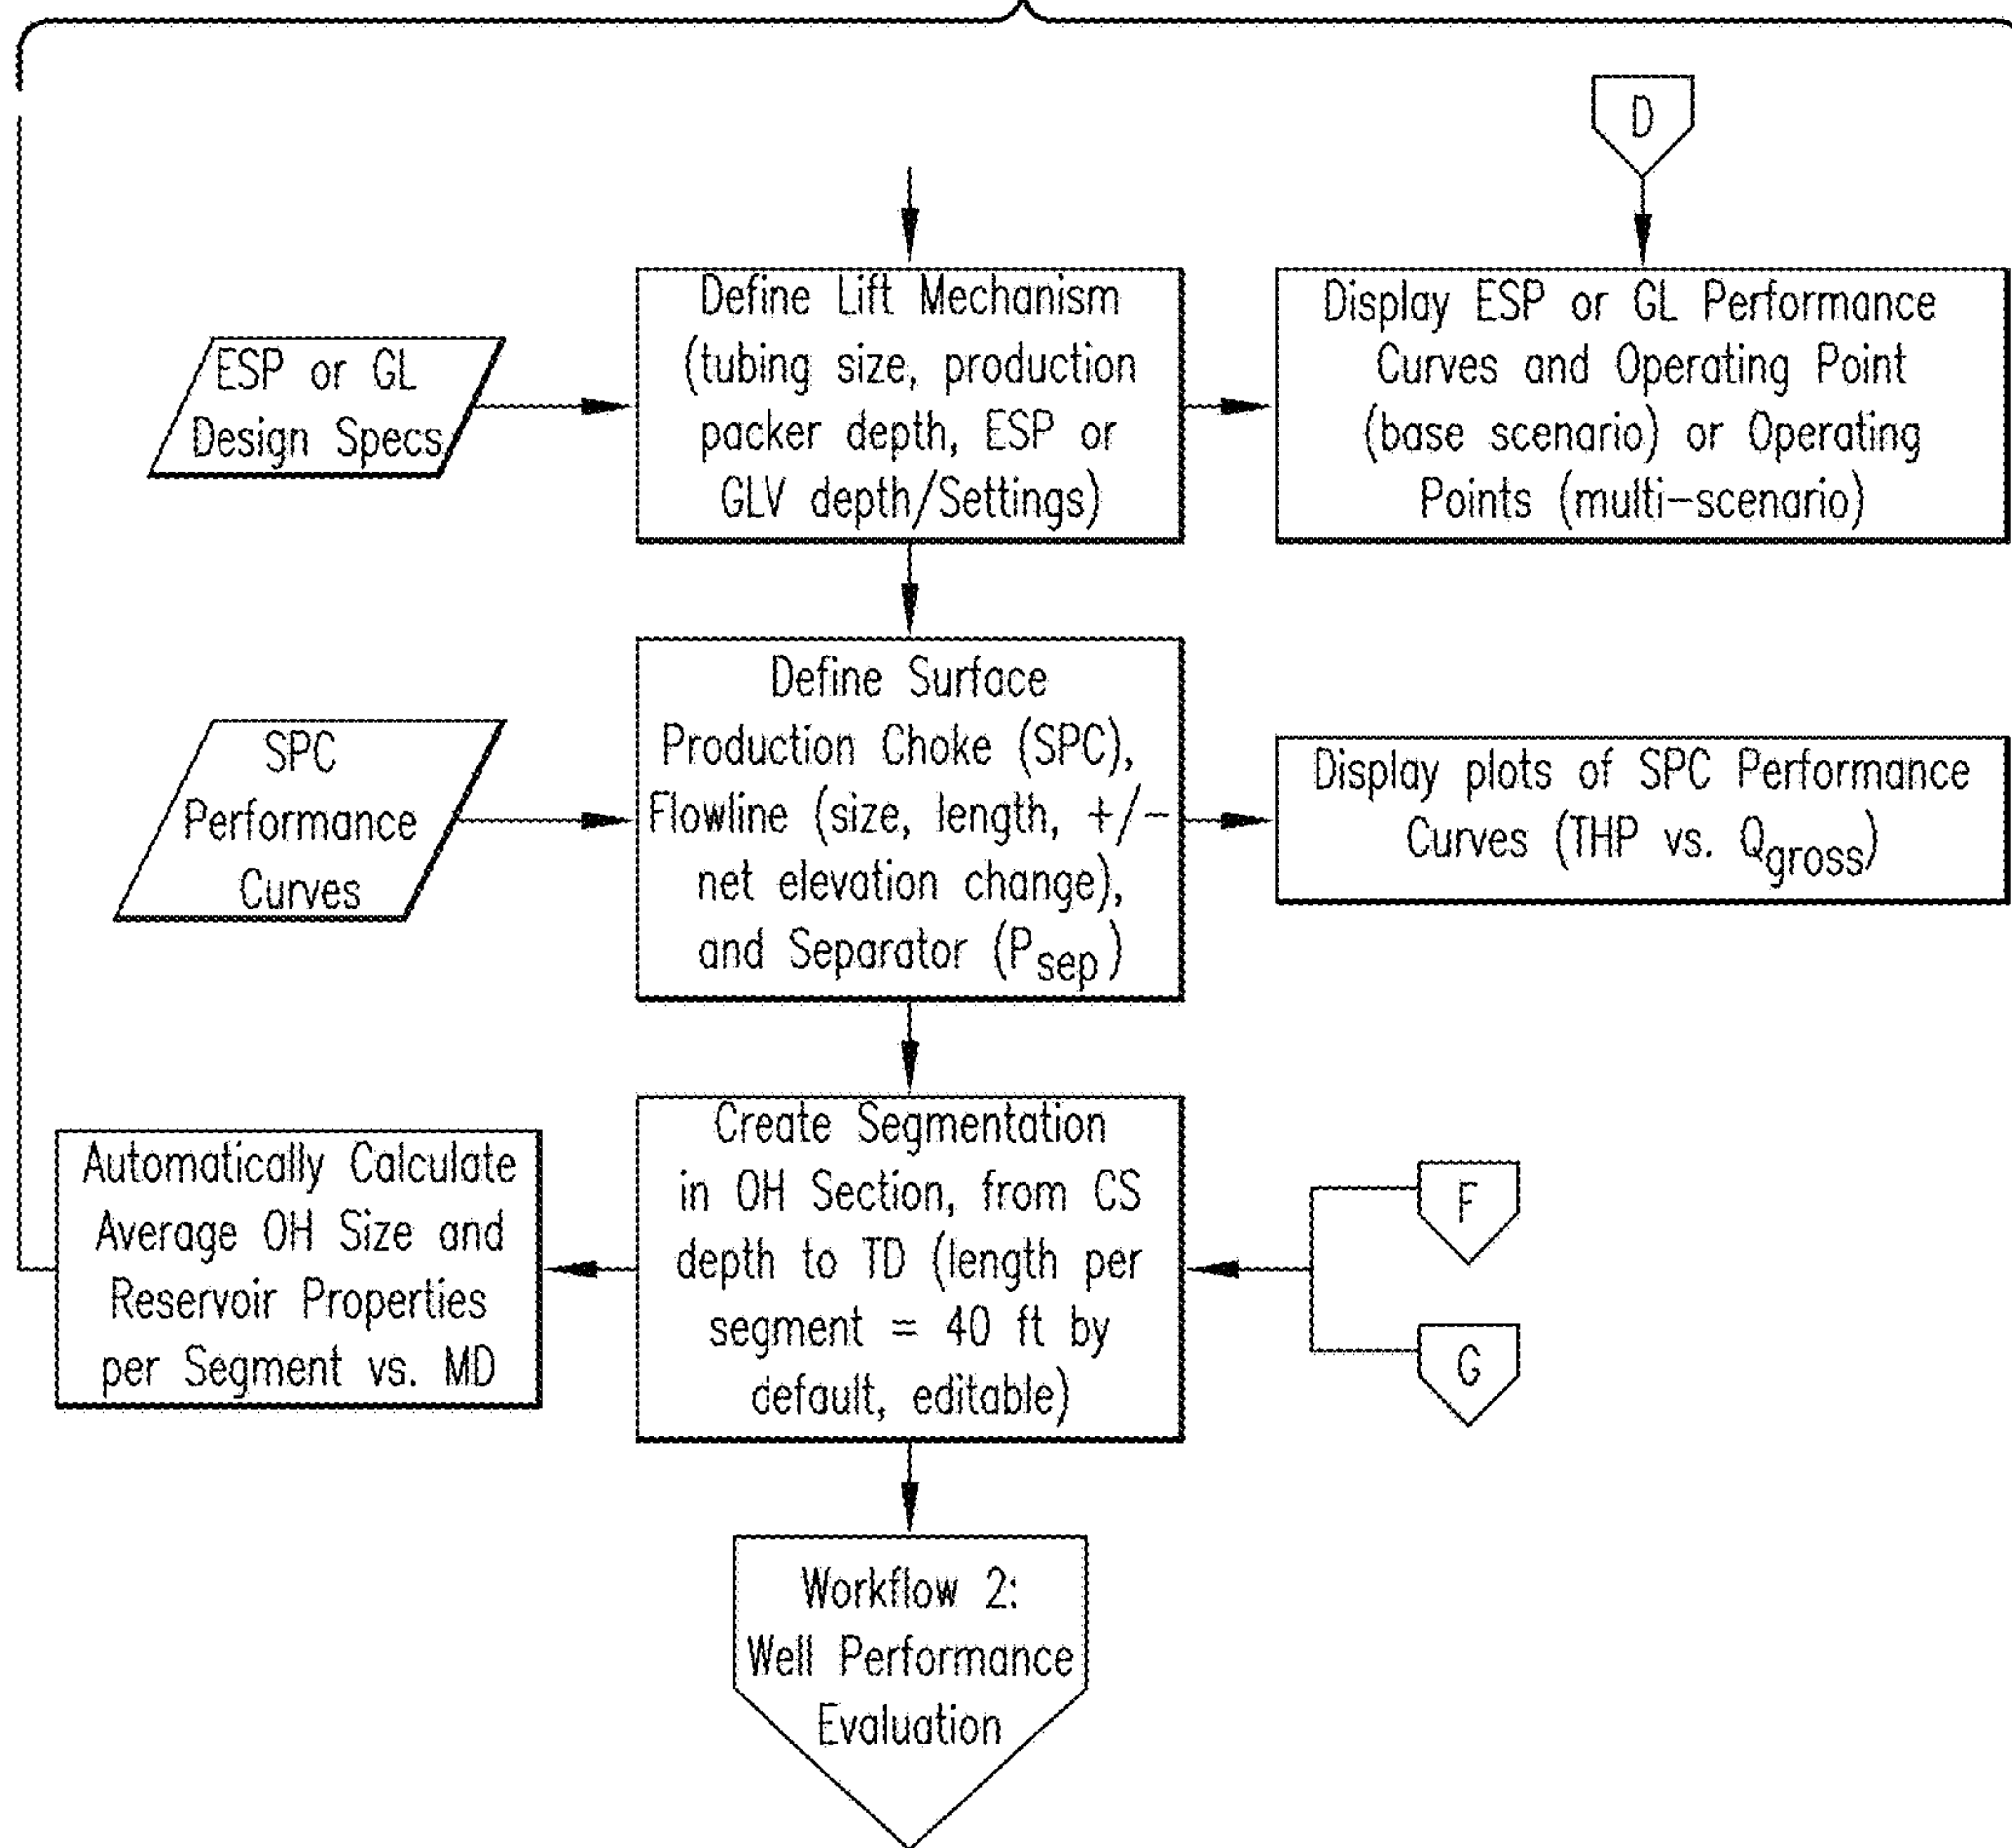 D
ESP or GL
Design Specs
Define Lift Mechanism
(tubing size, production
packer depth, ESP or
GLV depth/Settings)
Display ESP or GL Performance
Curves and Operating Point
(base scenario) or Operating
Points (multi-scenario)
SPC
Performance
Curves
Define Surface
Production Choke (SPC),
Flowline (size, length, +/-
net elevation change),
and Separator (Psep)
Display plots of SPC Performance
Curves (THP vs. Qgross)
Automatically Calculate
Average OH Size and
Reservoir Properties
per Segment vs. MD
Create Segmentation
in OH Section, from CS
depth to TD (length per
segment = 40 ft by
default, editable)
F
G
Workflow 2:
Well Performance
Evaluation